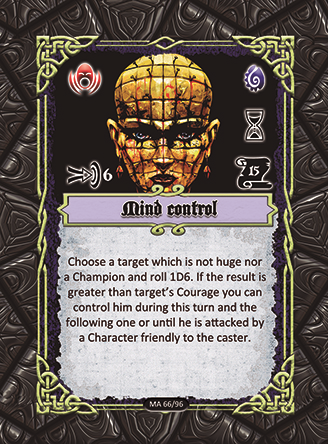 6
15
Mind control
Choose a target which is not huge nor
a Champion and roll 1D6. If the result is
greater than target's Courage you can
control him during this turn and the
following one or until he is attacked by
a Character friendly to the caster.
MA 66/96